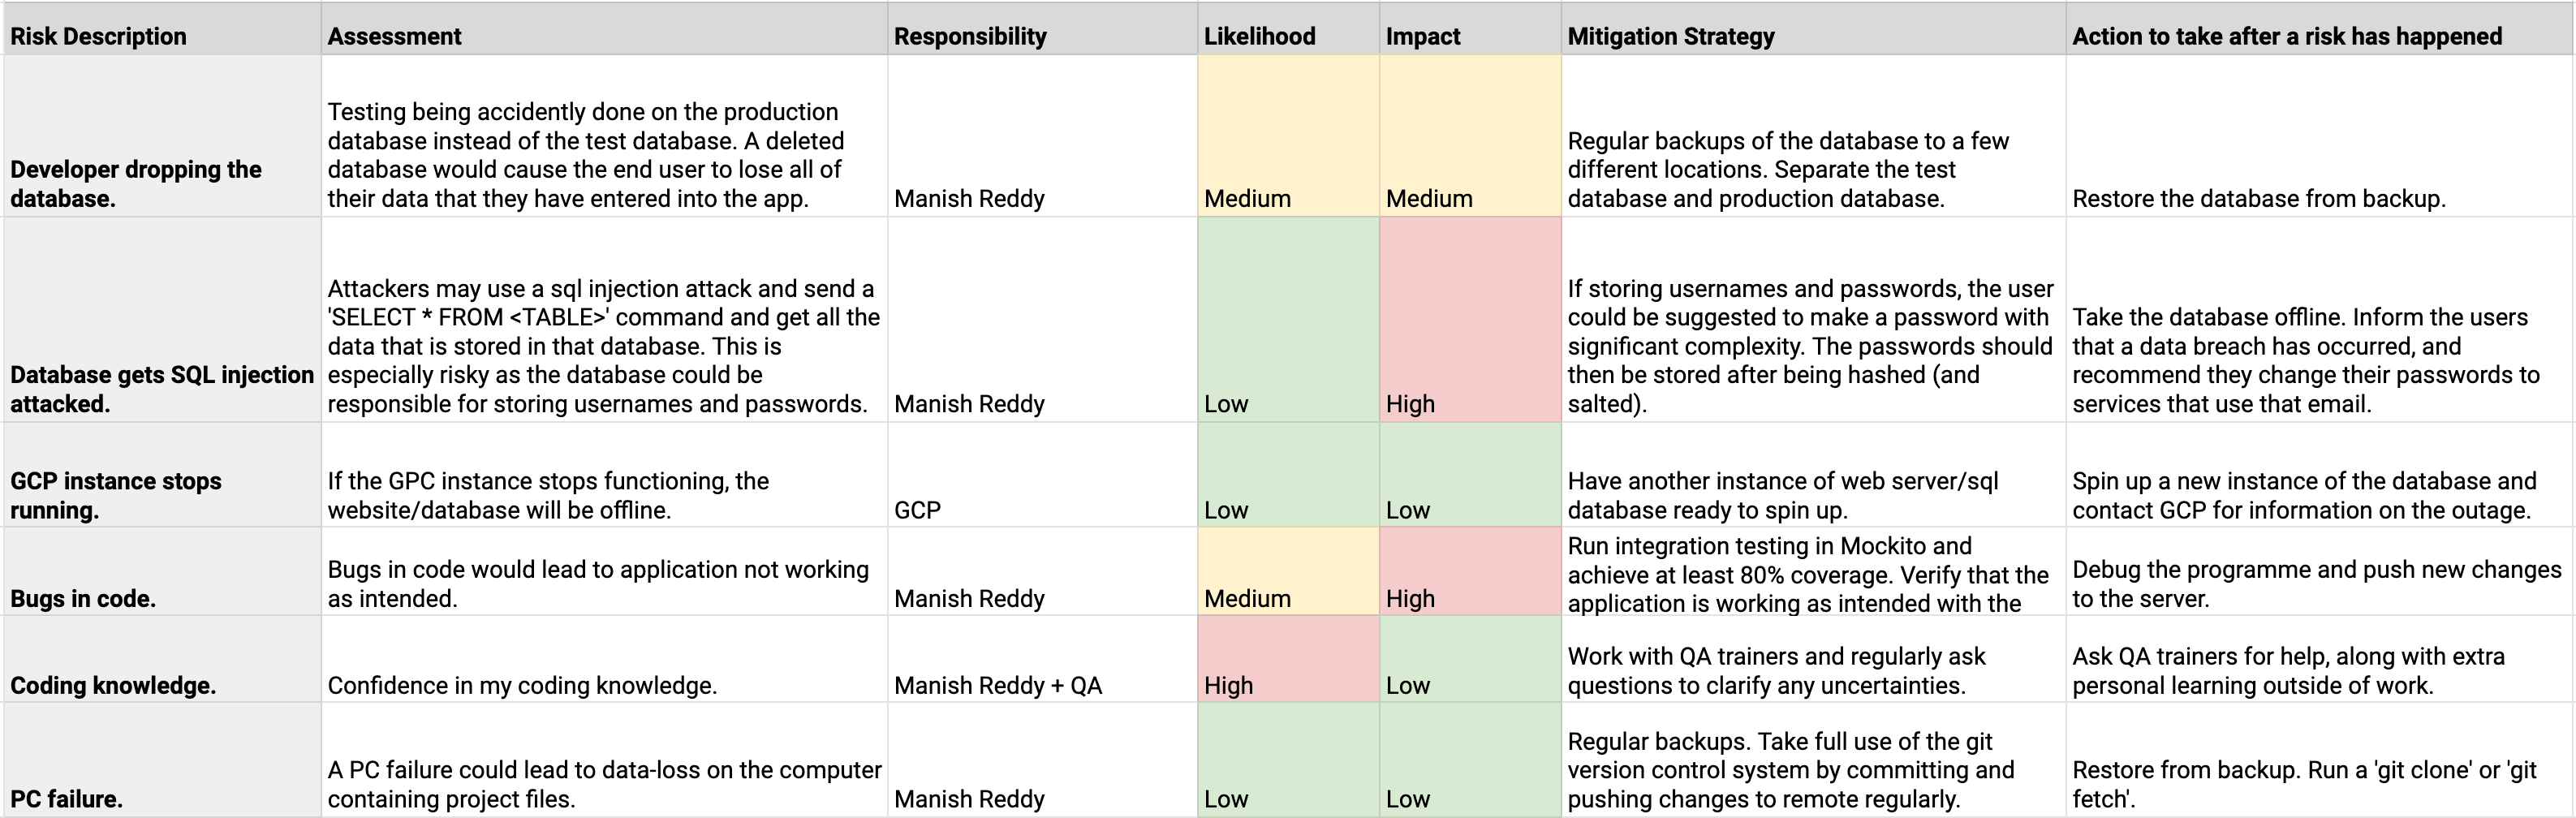 Risk Description
Assessment
Responsibility
Likelihood
Impact
Mitigation Strategy
Action to take after a risk has happened
Developer dropping the
database.
Testing being accidently done on the production
database instead of the test database. A deleted
database would cause the end user to lose all of
their data that they have entered into the app.
Manish Reddy
Medium
Medium
Regular backups of the database to a few
different locations. Separate the test
database and production database.
Restore the database from backup.
Database gets SQL injection
attacked.
Attackers may use a sql injection attack and send a
'SELECT * FROM <TABLE>' command and get all the
data that is stored in that database. This is
especially risky as the database could be
responsible for storing usernames and passwords.
Manish Reddy
Low
High
If storing usernames and passwords, the user
could be suggested to make a password with
significant complexity. The passwords should
then be stored after being hashed (and
salted).
Take the database offline. Inform the users
that a data breach has occurred, and
recommend they change their passwords to
services that use that email.
GCP instance stops
running.
If the GPC instance stops functioning, the
website/database will be offline.
GCP
Low
Low
Have another instance of web server/sql
database ready to spin up.
Spin up a new instance of the database and
contact GCP for information on the outage.
Bugs in code.
Bugs in code would lead to application not working
as intended.
Manish Reddy
Medium
High
Run integration testing in Mockito and
achieve at least 80% coverage. Verify that the
application is working as intended with the
Debug the programme and push new changes
to the server.
Coding knowledge.
Confidence in my coding knowledge.
Manish Reddy + QA
High
Low
Work with QA trainers and regularly ask
questions to clarify any uncertainties.
Ask QA trainers for help, along with extra
personal learning outside of work.
PC failure.
A PC failure could lead to data-loss on the computer
containing project files.
Manish Reddy
Low
Low
Regular backups. Take full use of the git
version control system by committing and
pushing changes to remote regularly.
Restore from backup. Run a 'git clone' or 'git
fetch'.